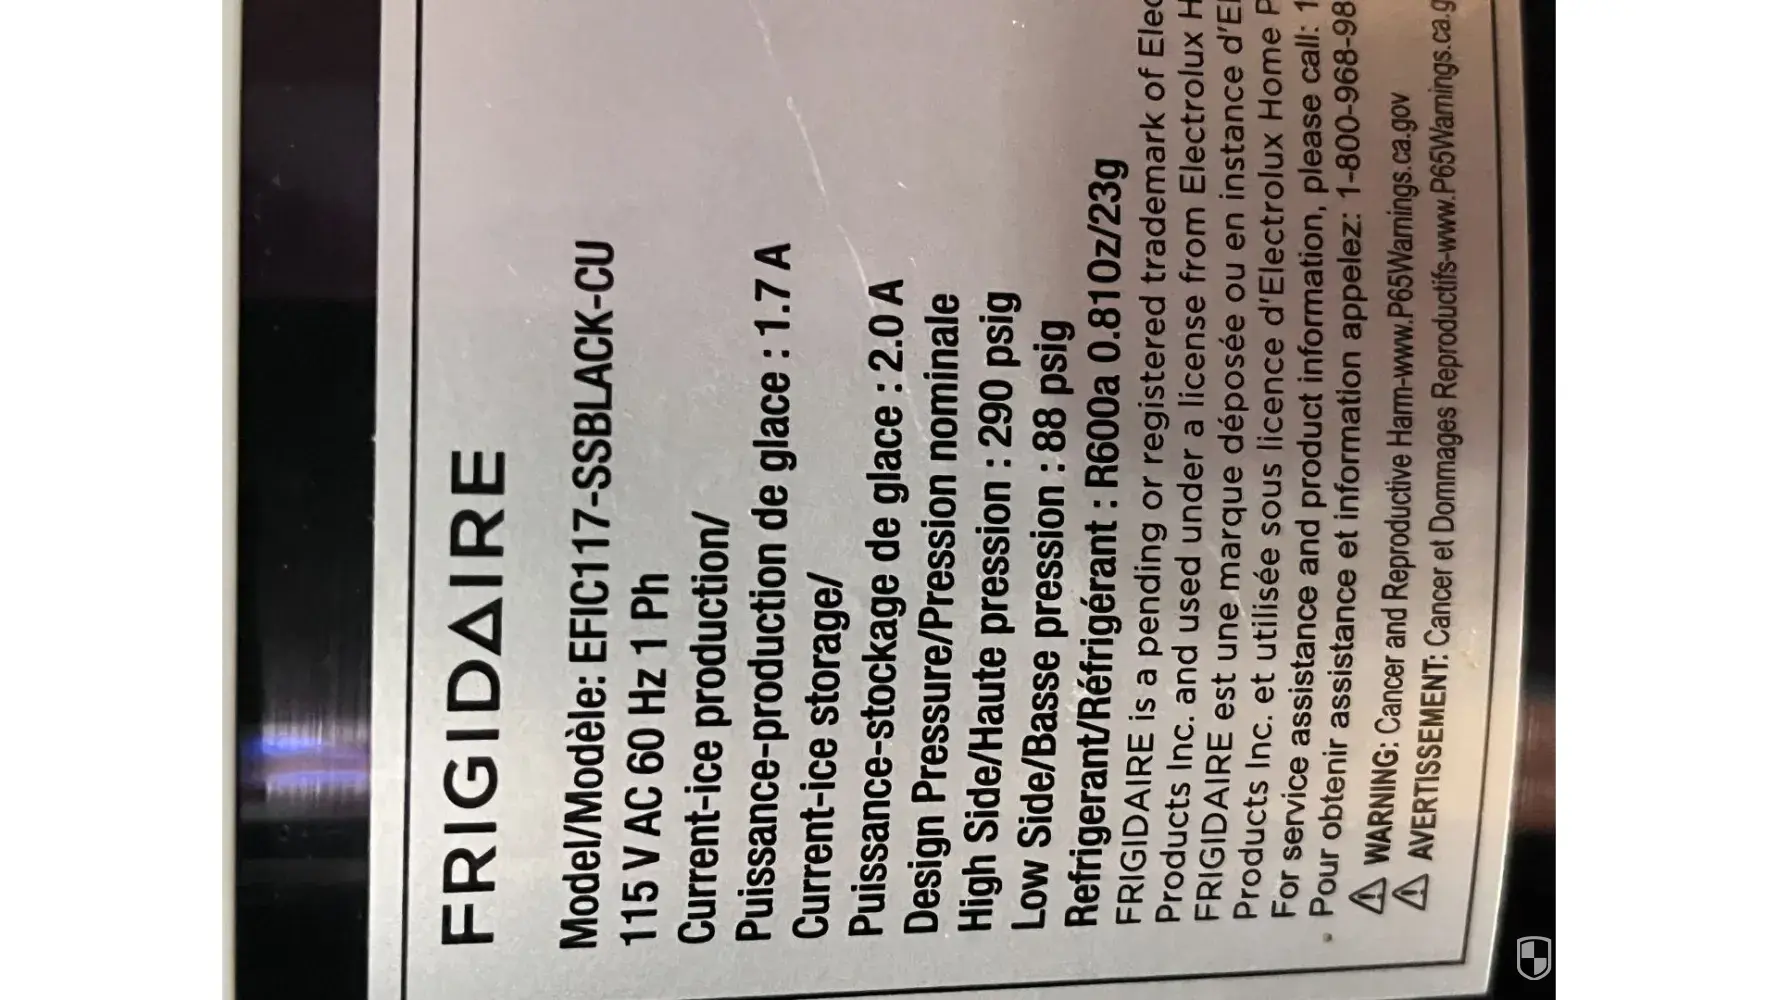 FRIGIDAIRE
Model/Modèle: EFIC117-SSBLACK-CU
115 V AC 60 Hz 1 Ph
Current-ice production/
Puissance-production de glace : 1.7 A
Current-ice storage/
Puissance-stockage de glace : 2.0 A
Design Pressure/Pression nominale
High Side/Haute pression : 290 psig
Low Side/Basse pression : 88 psig
Refrigerant/Réfrigérant : R600a 0.81Oz/23g
FRIGIDAIRE is a pending or registered trademark of
Products Inc. and used under a license from Electrolux
FRIGIDAIRE est une marque déposée ou en instance
Products Inc. et utilisée sous licence d'Electrolux Home
For service assistance and product information, please call:
Pour obtenir assistance et information appelez: 1-800-968-98
WARNING: Cancer and Reproductive Harm-www.P65Warnings.ca.gov
AVERTISSEMENT: Cancer et Dommages Reproductifs-www.P65Warnings.ca.g